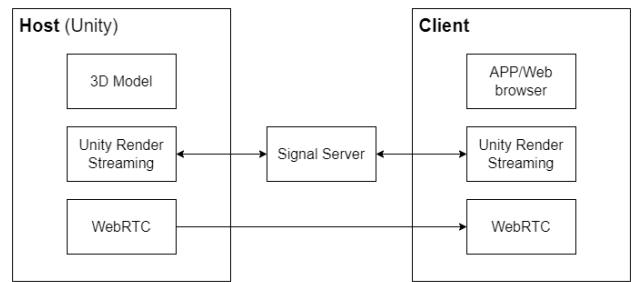 Host (Unity)
Client
3D Model
APP/Web
browser
Unity Render
Streaming
Signal Server
Unity Render
Streaming
WebRTC
WebRTC